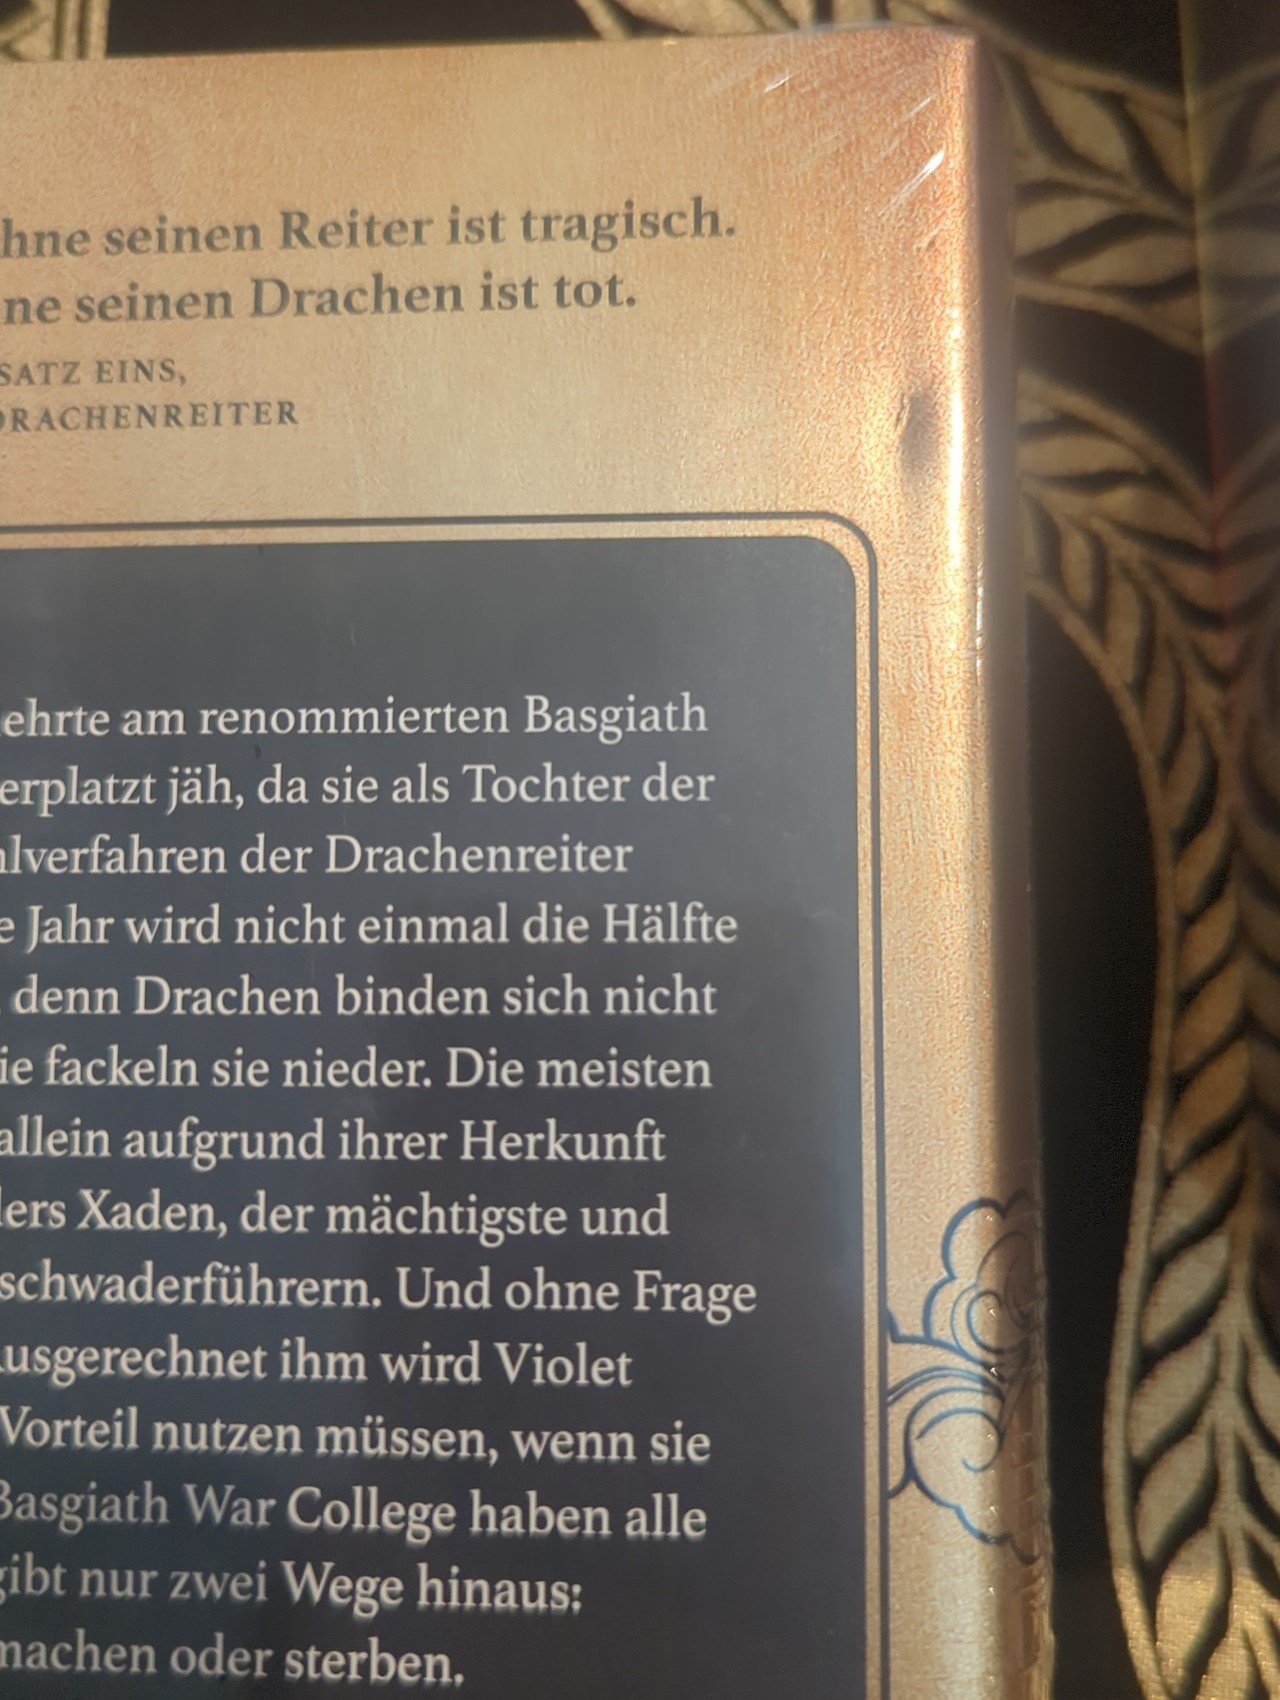 hne seinen Reiter ist tragisch.
ne seinen Drachen ist tot.
SATZ EINS,
DRACHENREITER
ehrte am renommierten Basgiath
erplatzt jäh, da sie als Tochter der
lverfahren der Drachenreiter
e Jahr wird nicht einmal die Hälfte
denn Drachen binden sich nicht
ie fackeln sie nieder. Die meisten
allein aufgrund ihrer Herkunft
ers Xaden, der mächtigste und
schwaderführern. Und ohne Frage
usgerechnet ihm wird Violet
Vorteil nutzen müssen, wenn sie
Basgiath War College haben alle
gibt nur zwei Wege hinaus:
machen oder sterben.